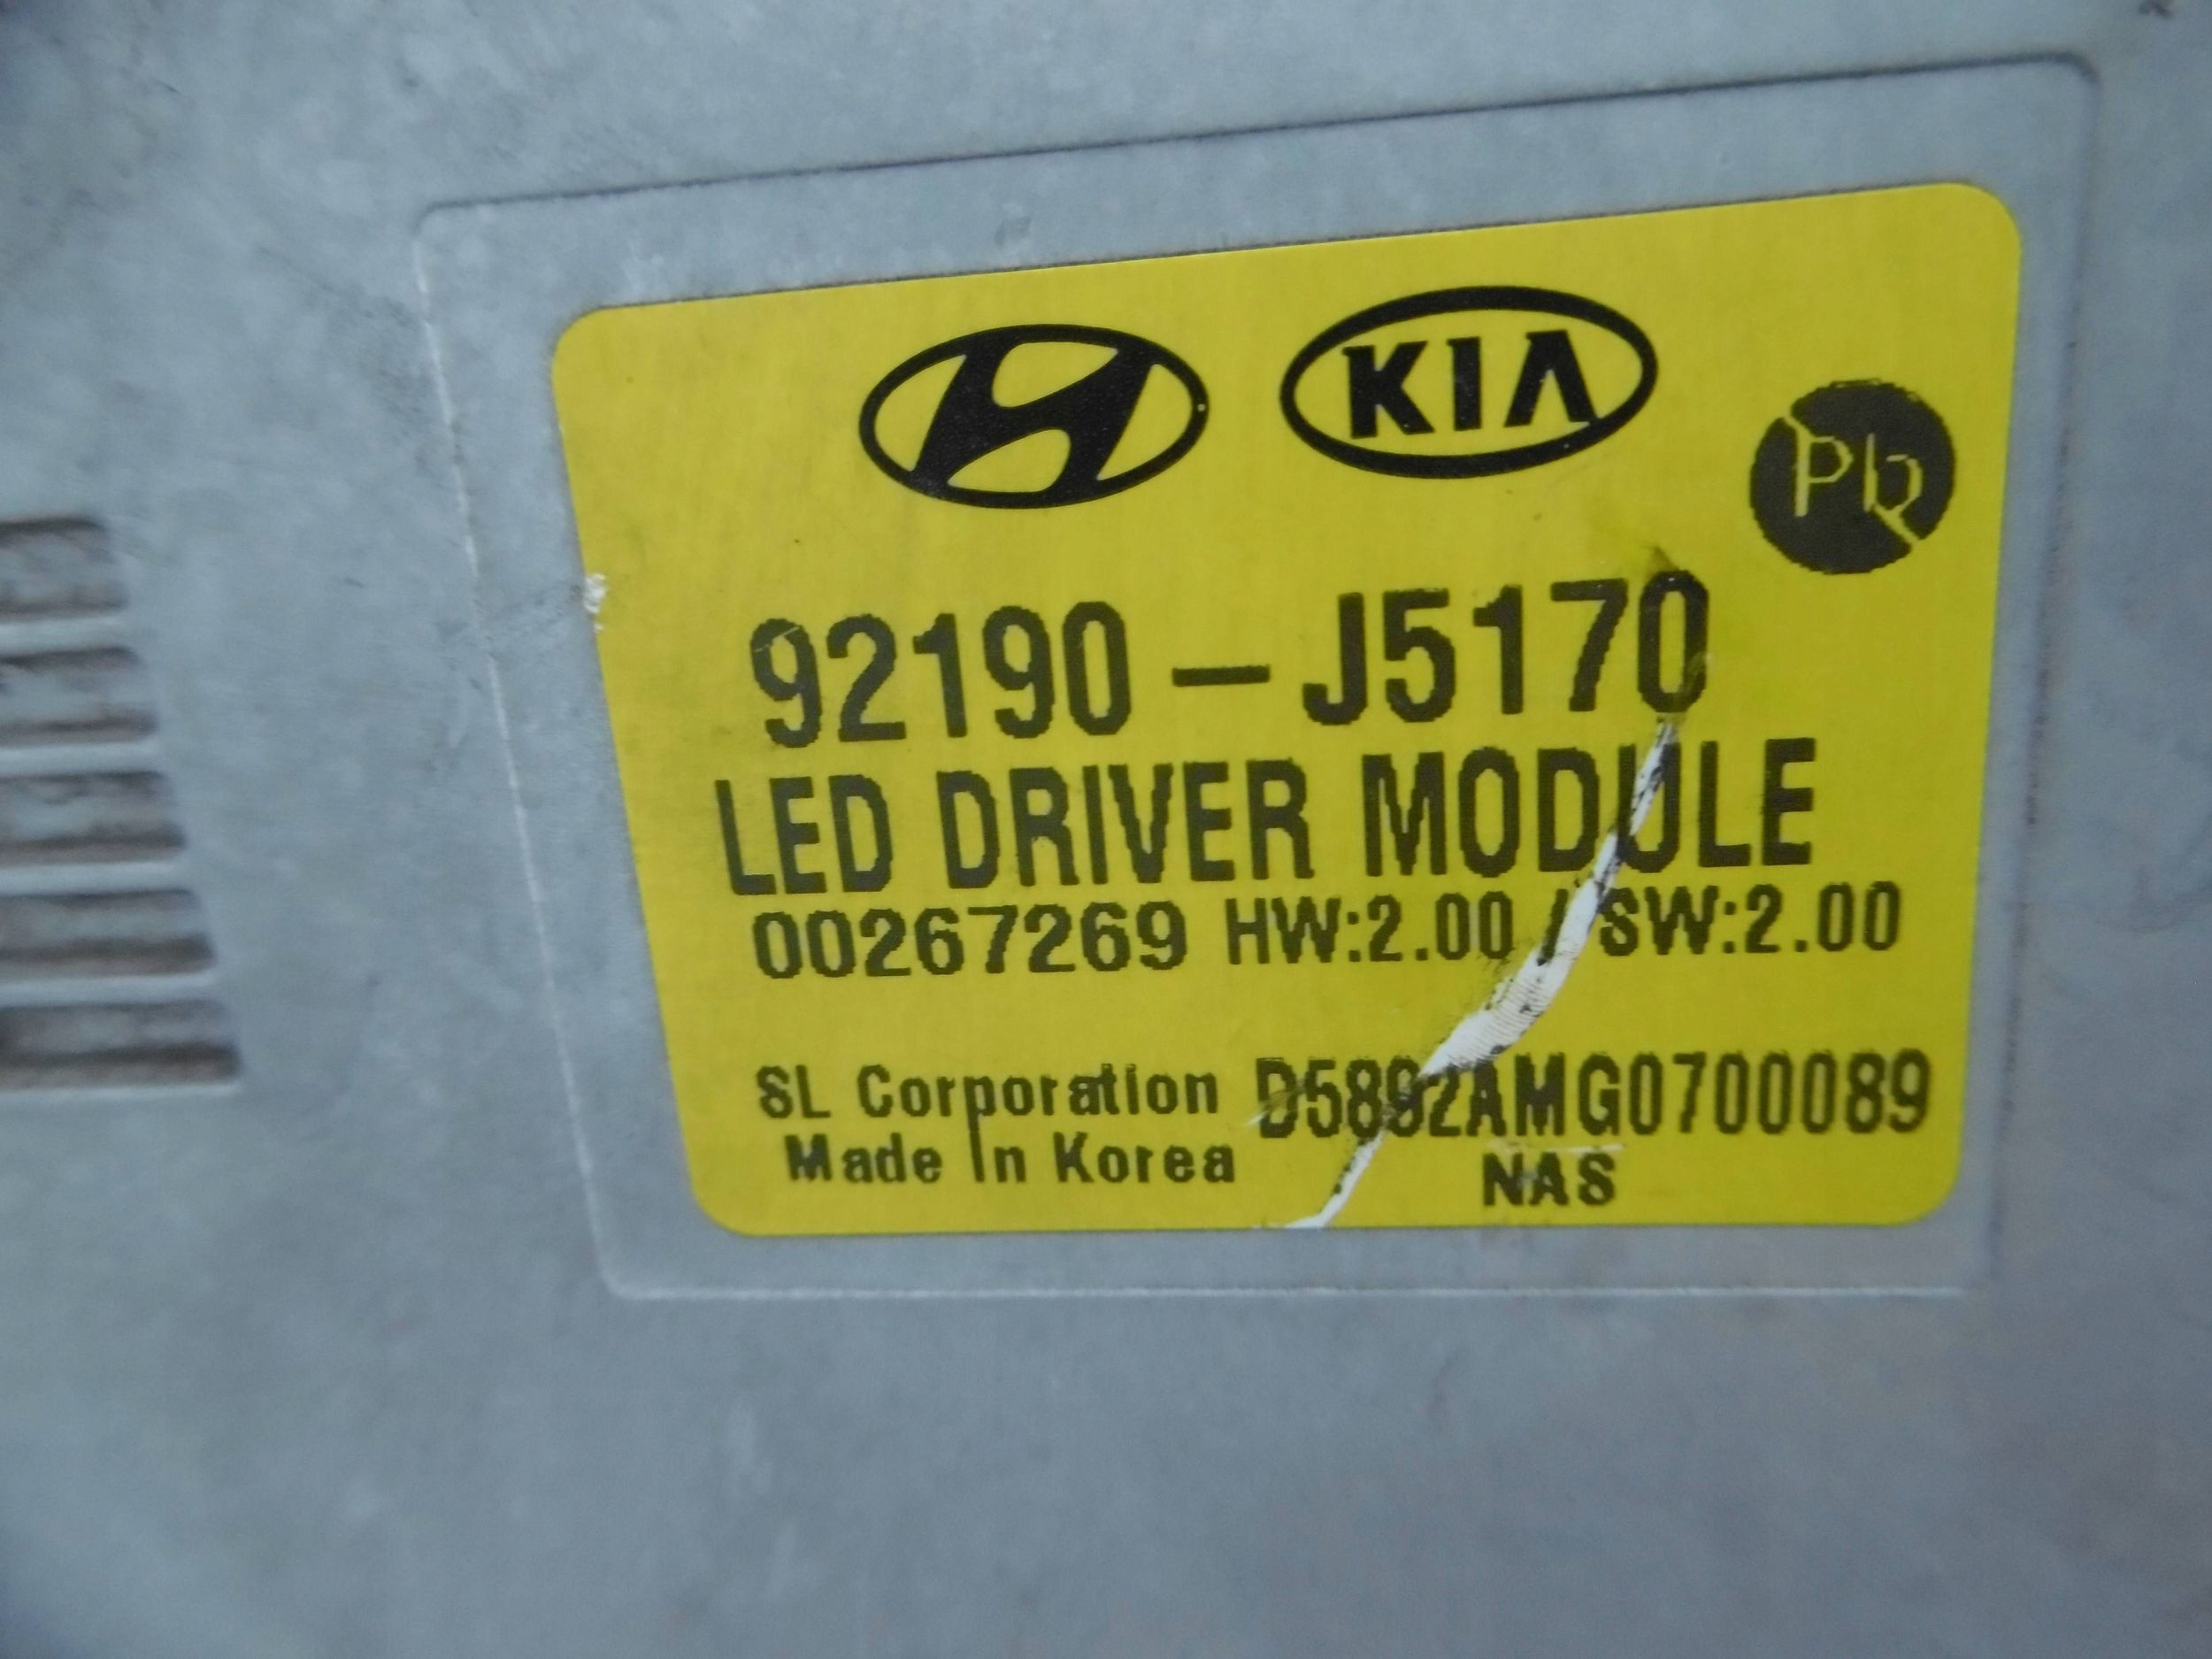 KIA
Pb
92190-J5170
LED DRIVER MODULE
00267269 HW:2.00 / SW:2.00
SL Corporation D5892AMG0700089
Made In Korea NAS